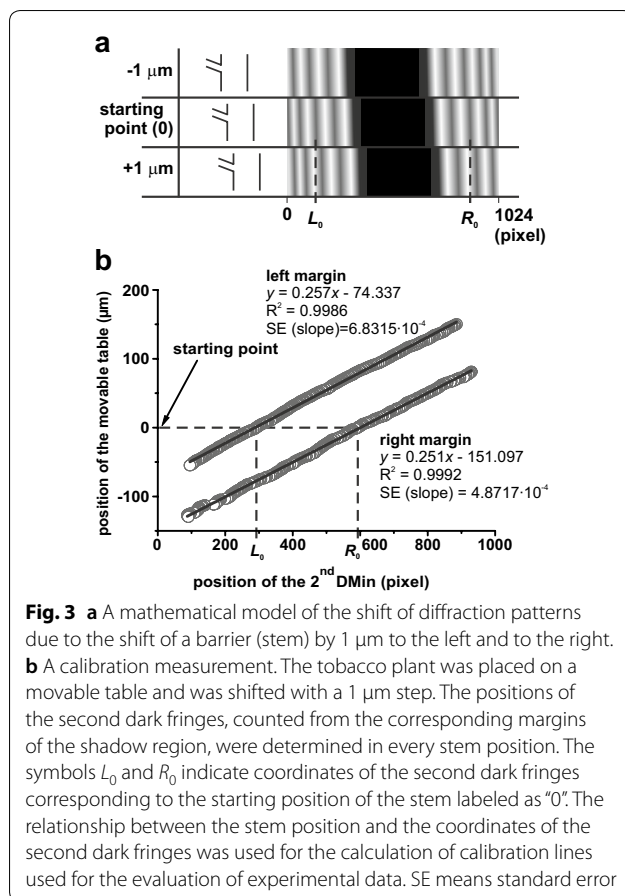 a
-1 µm
starting
point (0)
+1 µm
0 L₀ R₀ 1024
(pixel)
b
position of the movable table (µm)
200
100
0
-100
left margin
y = 0.257x - 74.337
R² = 0.9986
SE (slope)=6.8315·10⁻⁴
starting point
right margin
y = 0.251x - 151.097
R² = 0.9992
SE (slope) = 4.8717·10⁻⁴
0 200 L₀ 400 R₀ 600 800 1000
position of the 2ⁿᵈ DMin (pixel)
Fig. 3 a A mathematical model of the shift of diffraction patterns
due to the shift of a barrier (stem) by 1 µm to the left and to the right.
b A calibration measurement. The tobacco plant was placed on a
movable table and was shifted with a 1 µm step. The positions of
the second dark fringes, counted from the corresponding margins
of the shadow region, were determined in every stem position. The
symbols L₀ and R₀ indicate coordinates of the second dark fringes
corresponding to the starting position of the stem labeled as “0”. The
relationship between the stem position and the coordinates of the
second dark fringes was used for the calculation of calibration lines
used for the evaluation of experimental data. SE means standard error